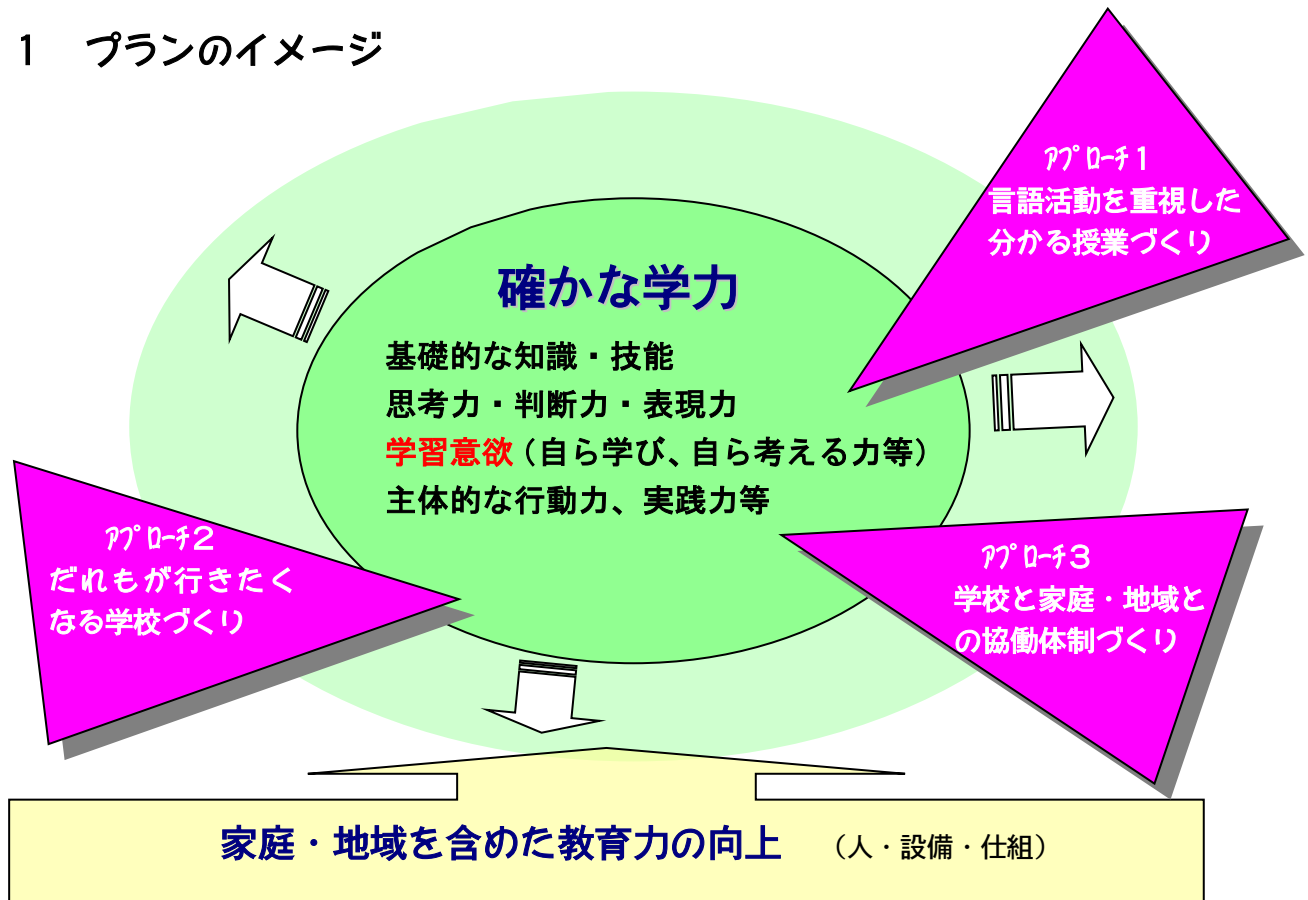 1　プランのイメージ
ｱﾌﾟﾛｰﾁ1
言語活動を重視した
分かる授業づくり
確かな学力
基礎的な知識・技能
思考力・判断力・表現力
学習意欲（自ら学び、自ら考える力等）
主体的な行動力、実践力等
ｱﾌﾟﾛｰﾁ2
だれもが行きたく
なる学校づくり
ｱﾌﾟﾛｰﾁ3
学校と家庭・地域と
の協働体制づくり
家庭・地域を含めた教育力の向上　（人・設備・仕組）